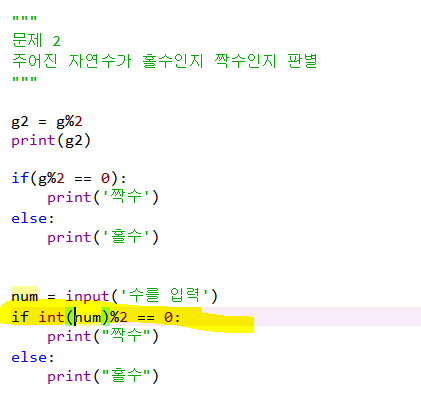 """
문제 2
주어진 자연수가 홀수인지 짝수인지 판별
"""
g2 = g%2
print(g2)
if(g%2 == 0):
    print('짝수')
else:
    print('홀수')
num = input('수를 입력')
if int(num)%2 == 0:
    print("짝수")
else:
    print("홀수")